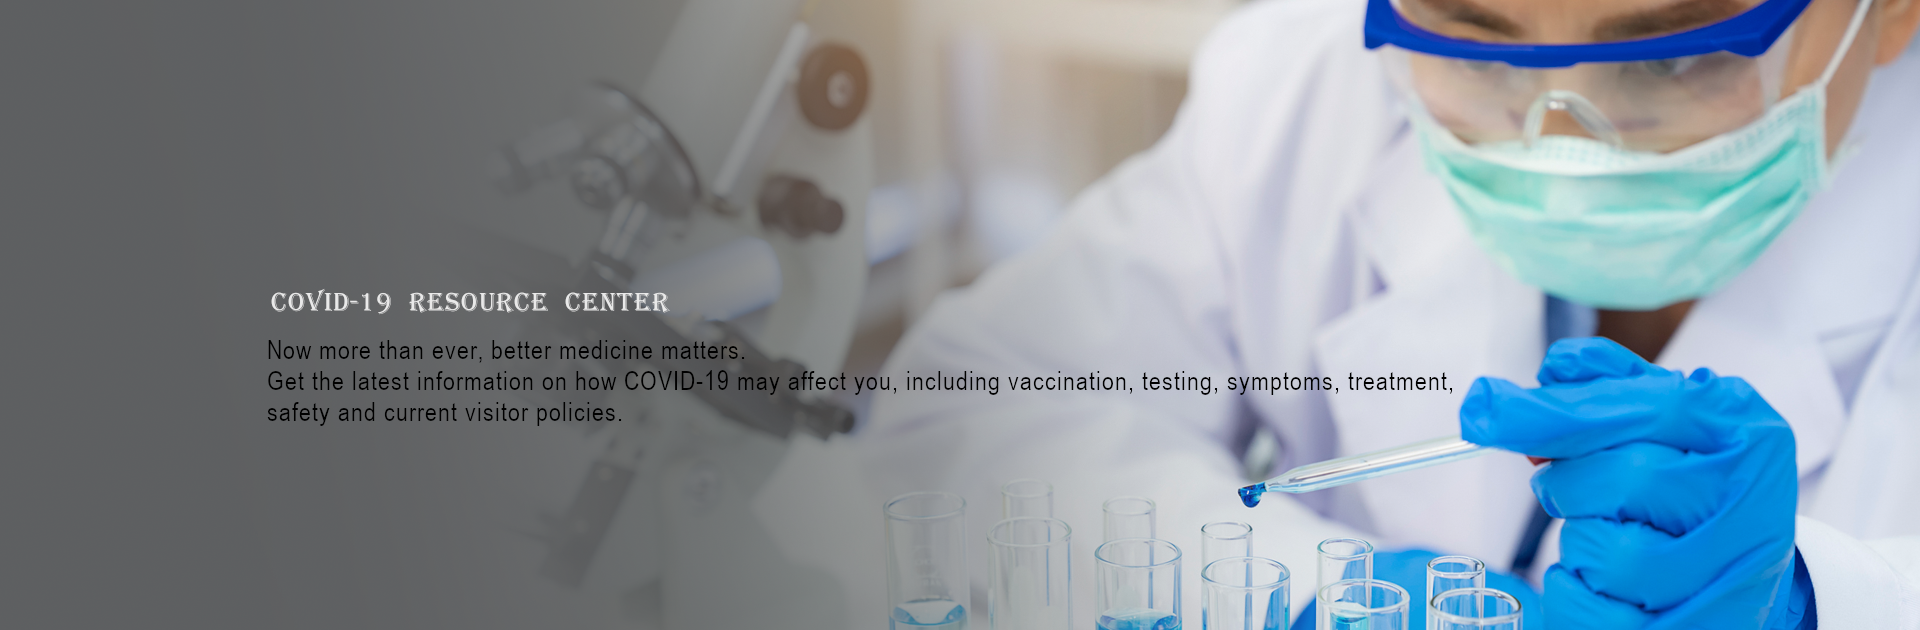 COVID-19 RESOURCE CENTER
Now more than ever, better medicine matters.
Get the latest information on how COVID-19 may affect you, including vaccination, testing, symptoms, treatment,
safety and current visitor policies.